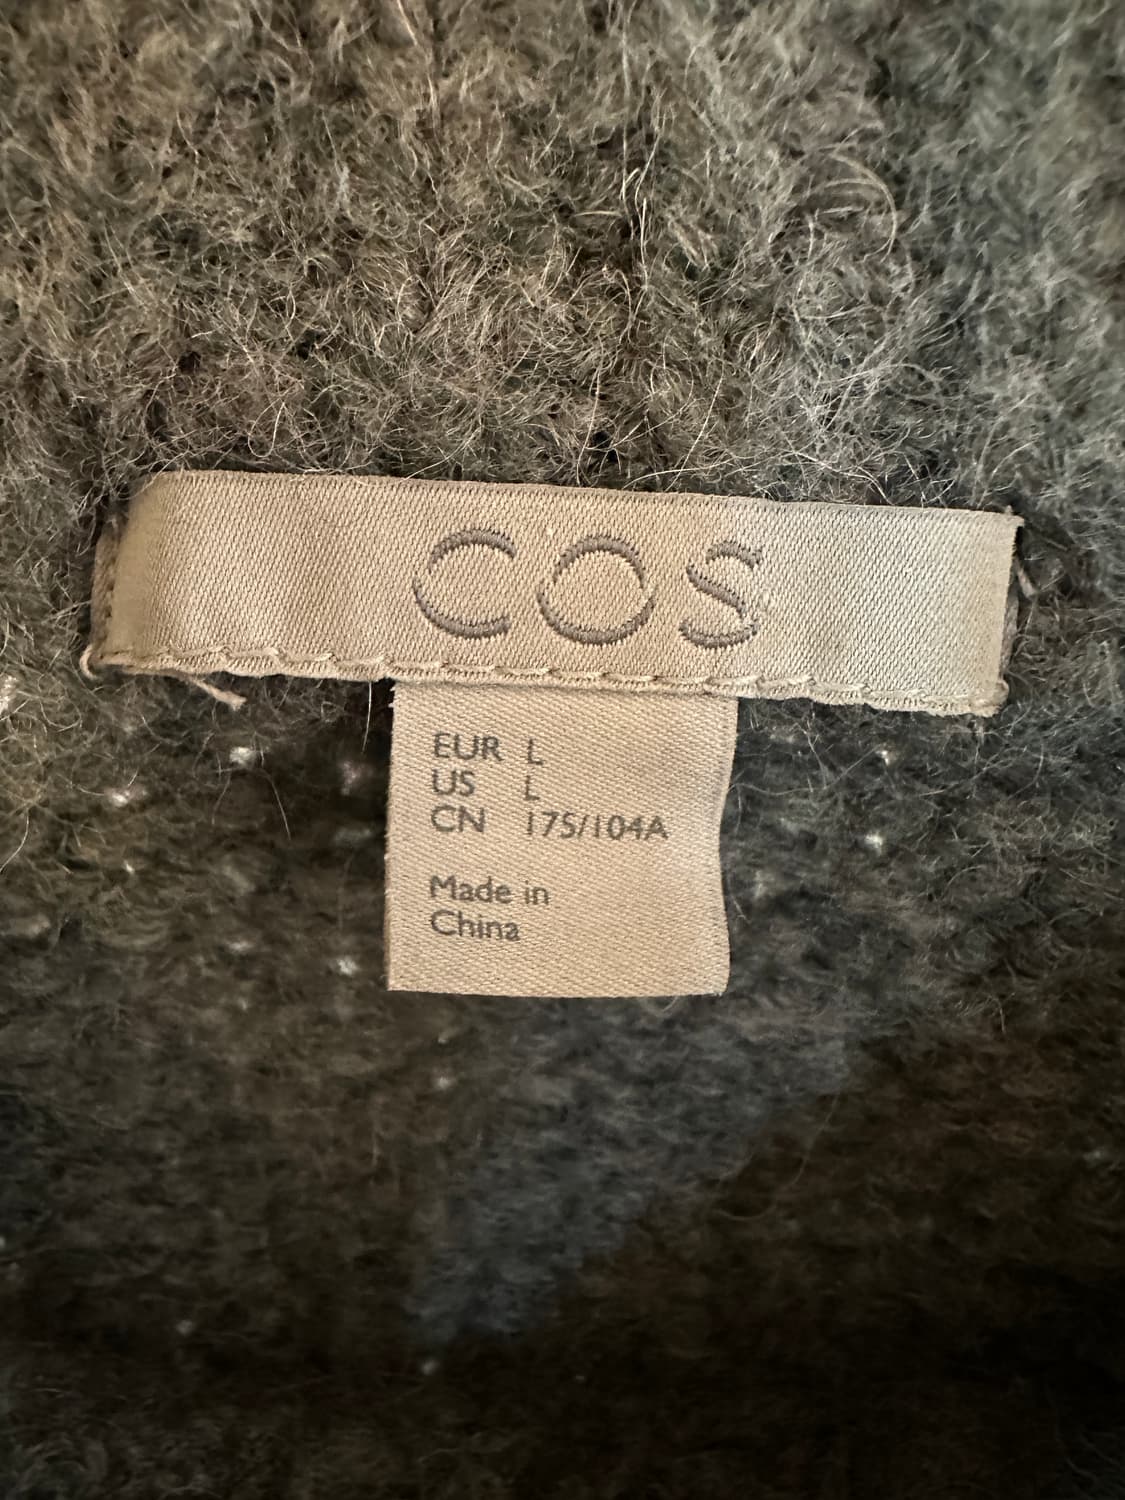 COS
EUR L
US L
CN 175/104A
Made in
China